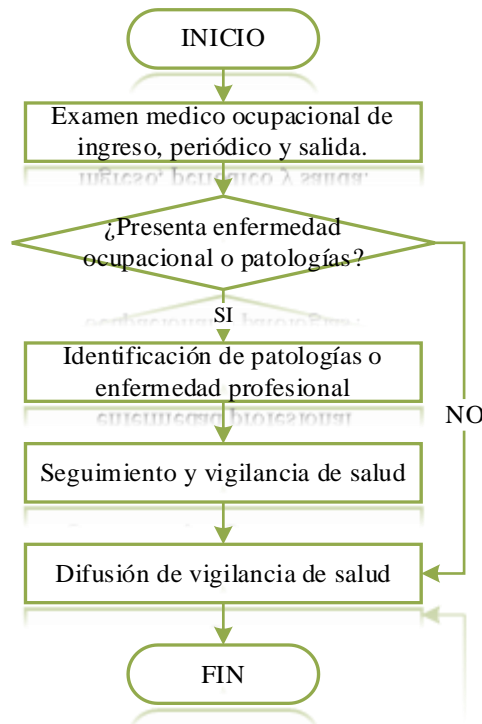 INICIO
Examen medico ocupacional de
ingreso, periódico y salida.
¿Presenta enfermedad
ocupacional o patologías?
SI
Identificación de patologías o
enfermedad profesional
NO
Seguimiento y vigilancia de salud
Difusión de vigilancia de salud
FIN